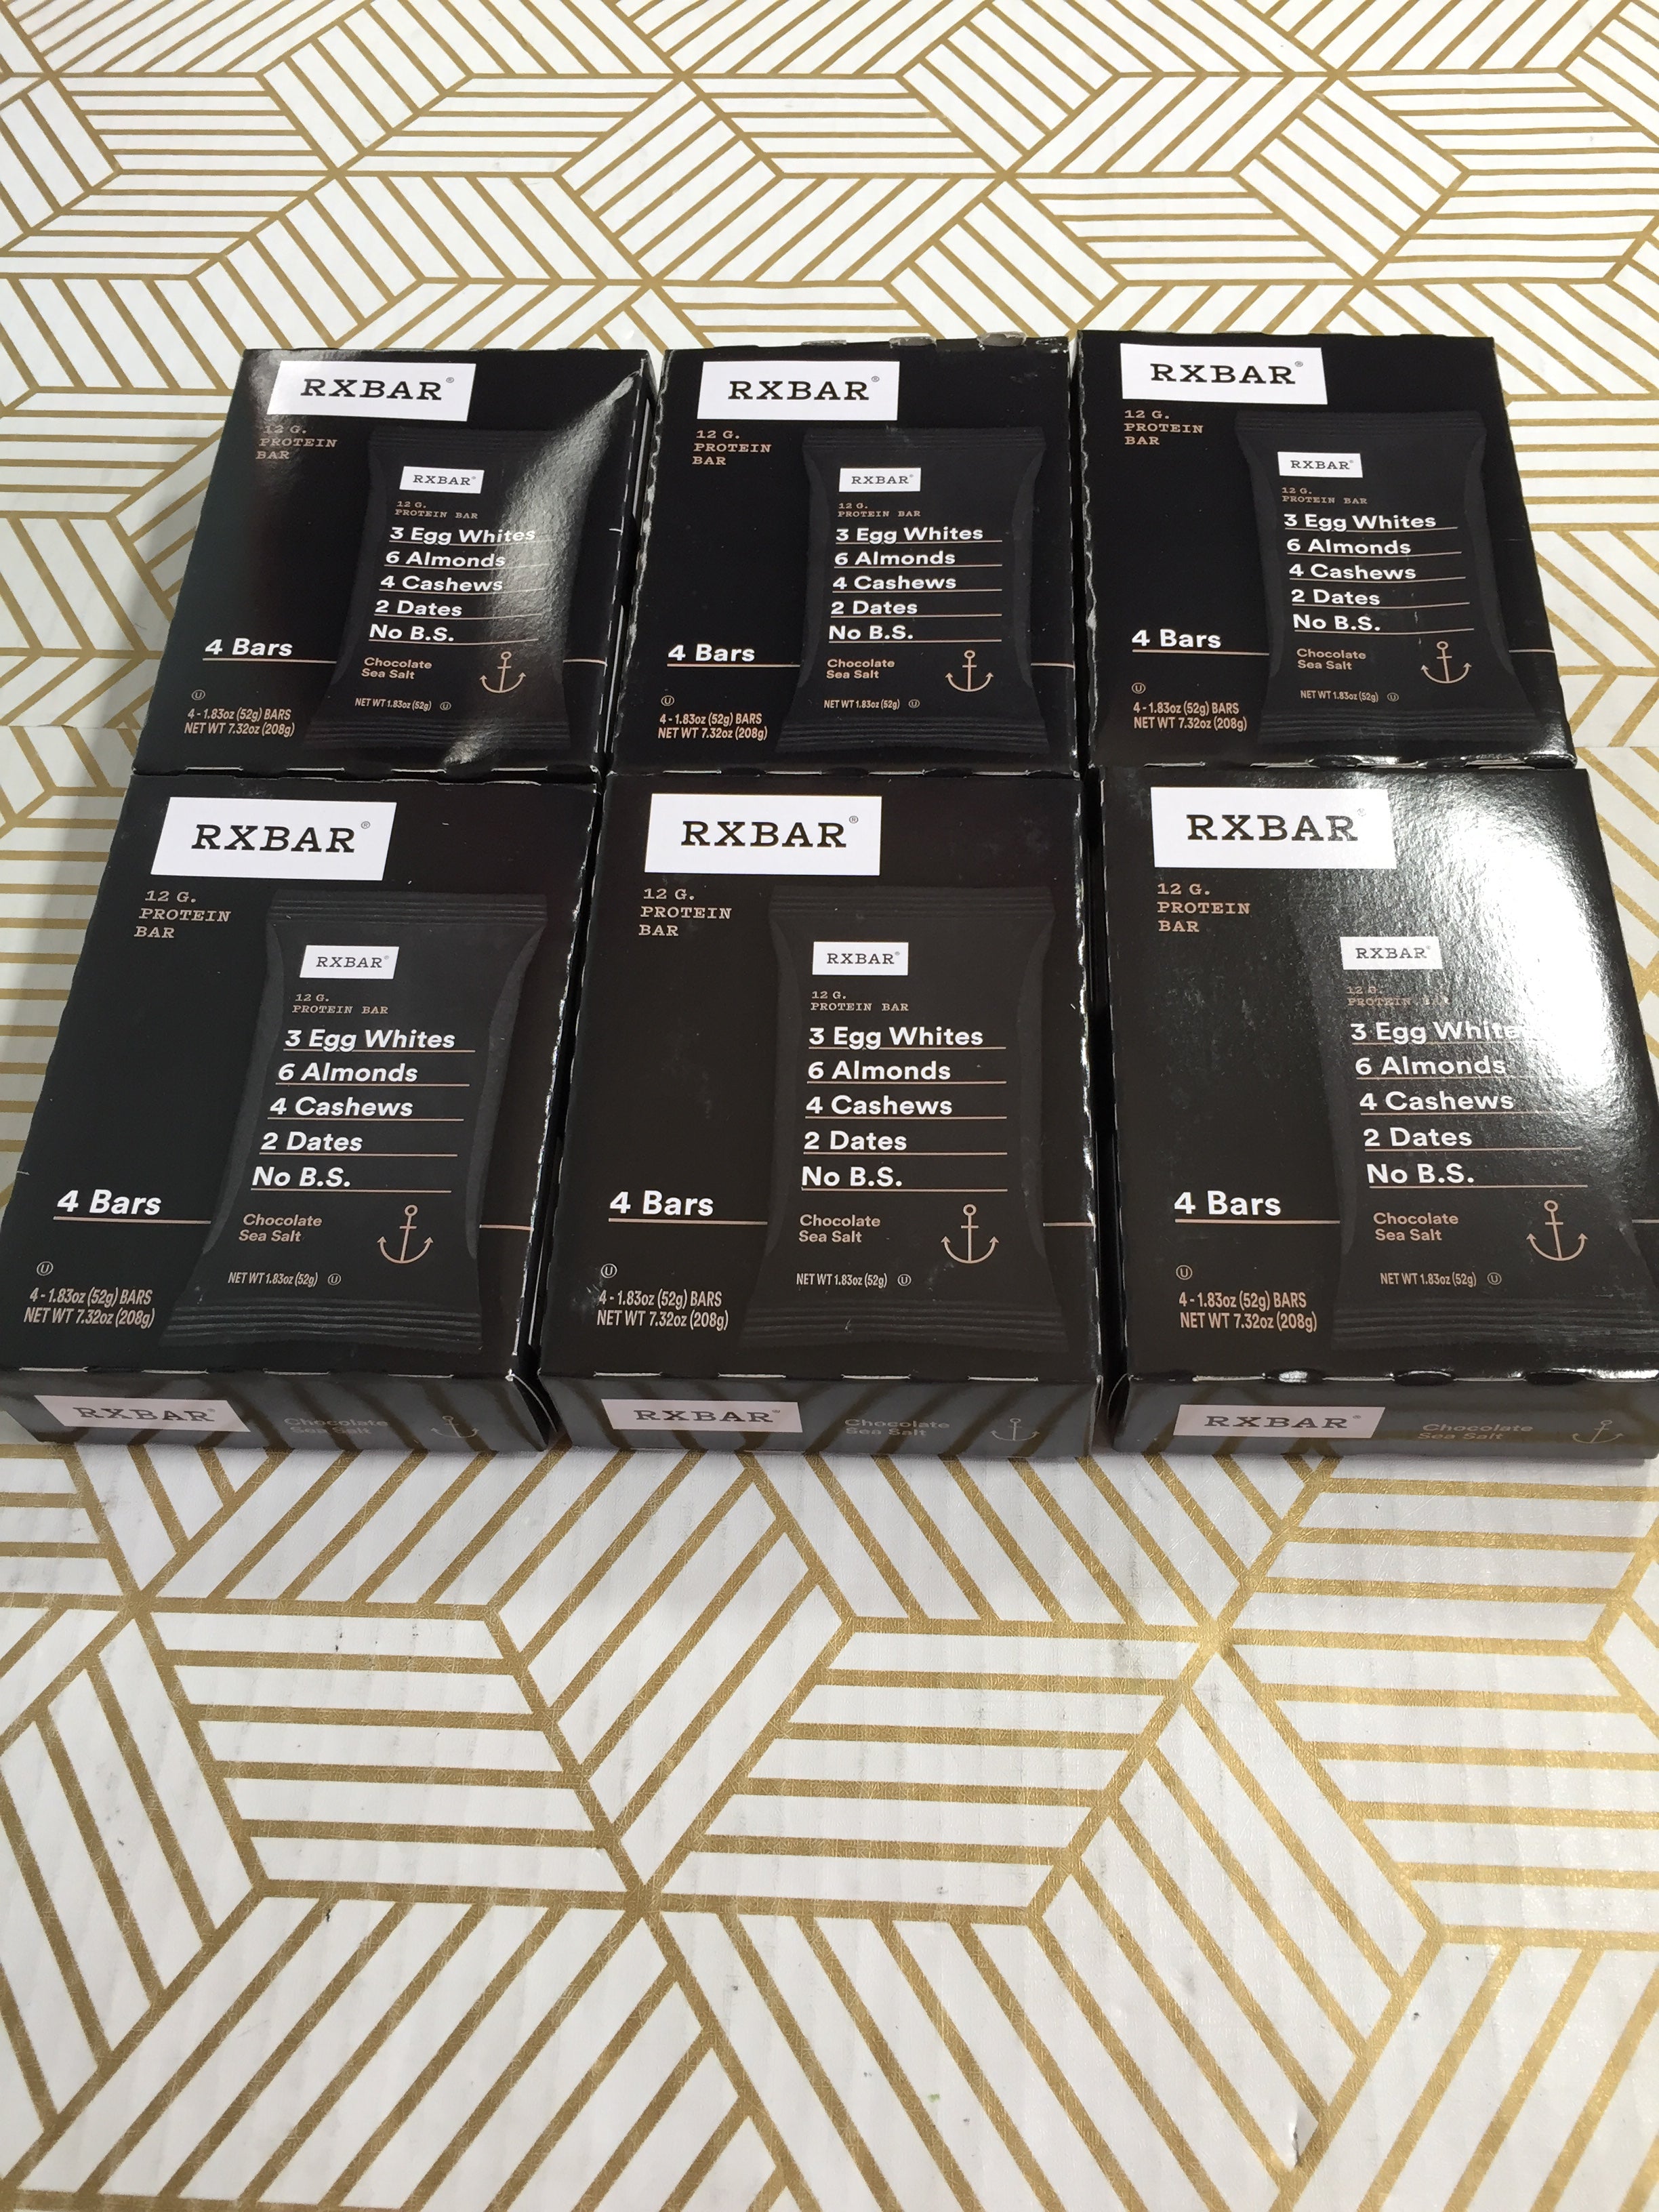 RXBAR®
12 G.
PROTEIN
BAR
RXBAR®
12 G.
PROTEIN BAR
3 Egg Whites
6 Almonds
4 Cashews
2 Dates
No B.S.
4 Bars
Chocolate
Sea Salt
NET WT 1.83oz (52g) U
U
4 - 1.83oz (52g) BARS
NET WT 7.32oz (208g)
RXBAR®
12 G.
PROTEIN
BAR
RXBAR®
12 G.
PROTEIN BAR
3 Egg Whites
6 Almonds
4 Cashews
2 Dates
No B.S.
4 Bars
Chocolate
Sea Salt
NET WT 1.83oz (52g) U
U
4 - 1.83oz (52g) BARS
NET WT 7.32oz (208g)
RXBAR®
12 G.
PROTEIN
BAR
RXBAR®
12 G.
PROTEIN BAR
3 Egg Whites
6 Almonds
4 Cashews
2 Dates
No B.S.
4 Bars
Chocolate
Sea Salt
NET WT 1.83oz (52g) U
U
4 - 1.83oz (52g) BARS
NET WT 7.32oz (208g)
RXBAR®
12 G.
PROTEIN
BAR
RXBAR®
12 G.
PROTEIN BAR
3 Egg Whites
6 Almonds
4 Cashews
2 Dates
No B.S.
4 Bars
Chocolate
Sea Salt
NET WT 1.83oz (52g) U
U
4 - 1.83oz (52g) BARS
NET WT 7.32oz (208g)
RXBAR®
Chocolate
Sea Salt
RXBAR®
12 G.
PROTEIN
BAR
RXBAR®
12 G.
PROTEIN BAR
3 Egg Whites
6 Almonds
4 Cashews
2 Dates
No B.S.
4 Bars
Chocolate
Sea Salt
NET WT 1.83oz (52g) U
U
4 - 1.83oz (52g) BARS
NET WT 7.32oz (208g)
RXBAR®
Chocolate
Sea Salt
RXBAR®
12 G.
PROTEIN
BAR
RXBAR®
12 G.
PROTEIN BAR
3 Egg White
6 Almonds
4 Cashews
2 Dates
No B.S.
4 Bars
Chocolate
Sea Salt
NET WT 1.83oz (52g) U
U
4 - 1.83oz (52g) BARS
NET WT 7.32oz (208g)
RXBAR®
Chocolate
Sea Salt